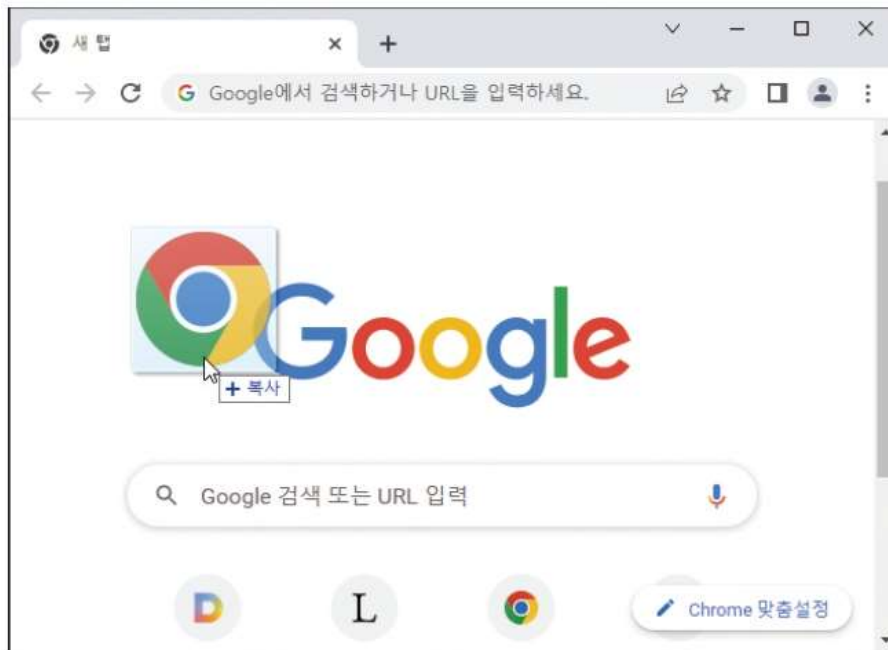 새 탭
Google에서 검색하거나 URL을 입력하세요.
Google
+ 복사
Google 검색 또는 URL 입력
D
L
Chrome 맞춤설정